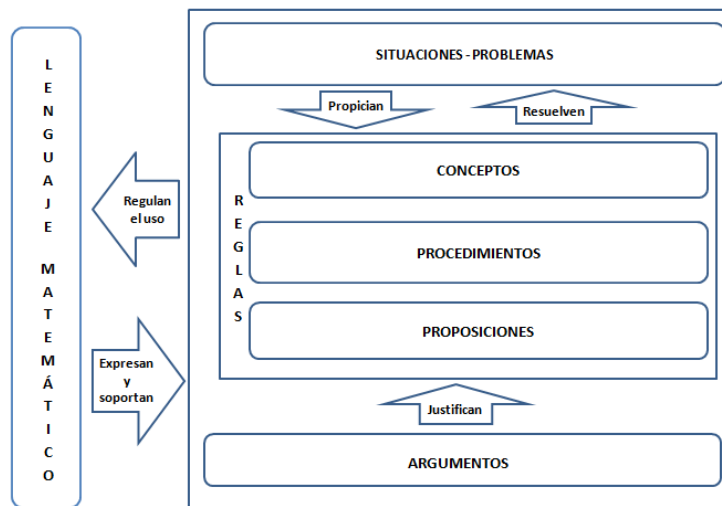 LENGUAJE MATEMÁTICO
SITUACIONES - PROBLEMAS
Propician
Resuelven
REGLAS
CONCEPTOS
Regulan
el uso
PROCEDIMIENTOS
PROPOSICIONES
Expresan
y
soportan
Justifican
ARGUMENTOS